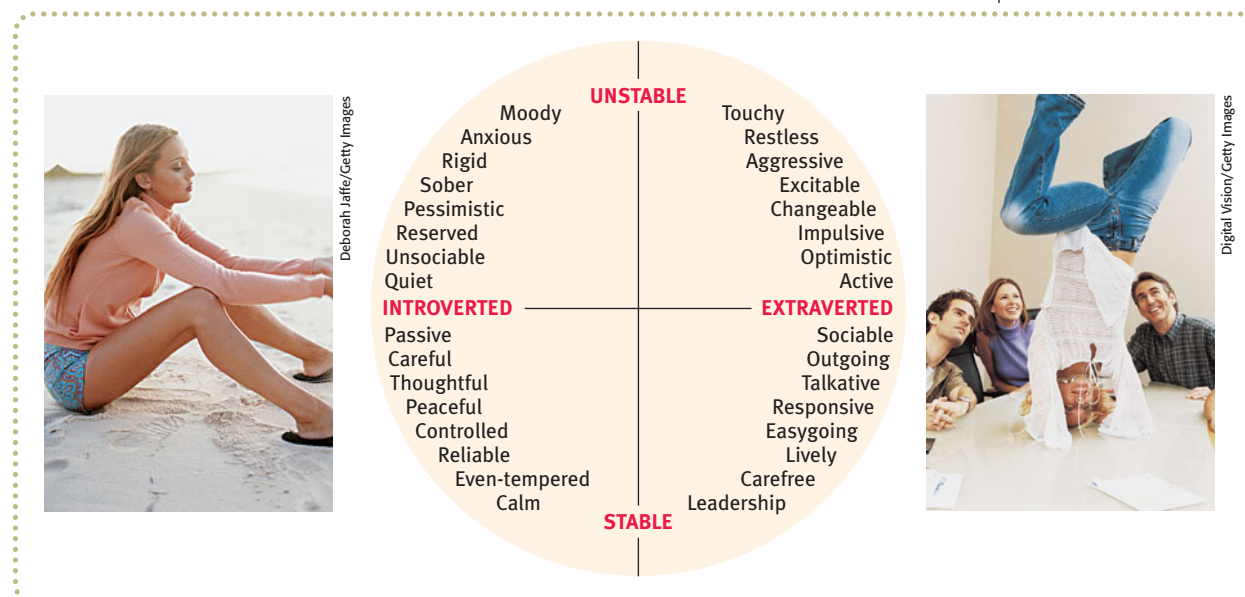 Deborah Jaffe/Getty Images
UNSTABLE
Moody
Anxious
Rigid
Sober
Pessimistic
Reserved
Unsociable
Quiet
Touchy
Restless
Aggressive
Excitable
Changeable
Impulsive
Optimistic
Active
INTROVERTED
EXTRAVERTED
Passive
Careful
Thoughtful
Peaceful
Controlled
Reliable
Even-tempered
Calm
Sociable
Outgoing
Talkative
Responsive
Easygoing
Lively
Carefree
Leadership
STABLE
Digital Vision/Getty Images